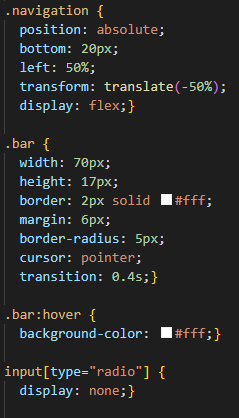 .navigation {
  position: absolute;
  bottom: 20px;
  left: 50%;
  transform: translate(-50%);
  display: flex;}

.bar {
  width: 70px;
  height: 17px;
  border: 2px solid #fff;
  margin: 6px;
  border-radius: 5px;
  cursor: pointer;
  transition: 0.4s;}

.bar:hover {
  background-color: #fff;}

input[type="radio"] {
  display: none;}